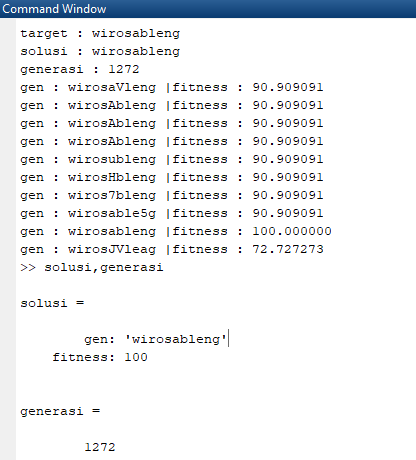 Command Window
target : wirosableng
solusi : wirosableng
generasi : 1272
gen : wirosaVleng |fitness : 90.909091
gen : wirosAbleng |fitness : 90.909091
gen : wirosAbleng |fitness : 90.909091
gen : wirosAbleng |fitness : 90.909091
gen : wirosubleng |fitness : 90.909091
gen : wirosHbleng |fitness : 90.909091
gen : wiros7bleng |fitness : 90.909091
gen : wirosable5g |fitness : 90.909091
gen : wirosableng |fitness : 100.000000
gen : wirosJVleag |fitness : 72.727273
>> solusi,generasi
solusi =
gen: 'wirosableng'
fitness: 100
generasi =
1272